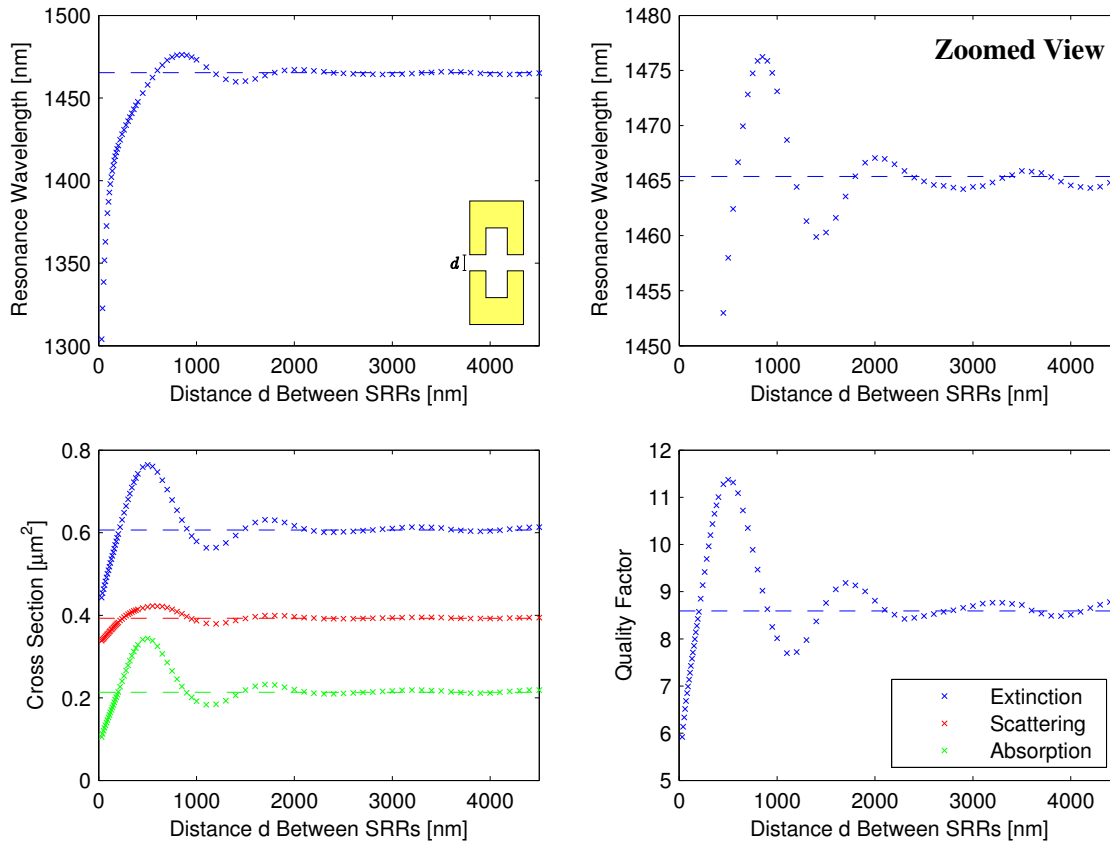 1500
1450
1400
1350
1300
0 1000 2000 3000 4000
Resonance Wavelength [nm]
Distance d Between SRRs [nm]
d
Zoomed View
1480
1475
1470
1465
1460
1455
1450
0 1000 2000 3000 4000
Resonance Wavelength [nm]
Distance d Between SRRs [nm]
0.8
0.6
0.4
0.2
0
0 1000 2000 3000 4000
Cross Section [μm²]
Distance d Between SRRs [nm]
12
11
10
9
8
7
6
5
0 1000 2000 3000 4000
Quality Factor
Distance d Between SRRs [nm]
Extinction
Scattering
Absorption